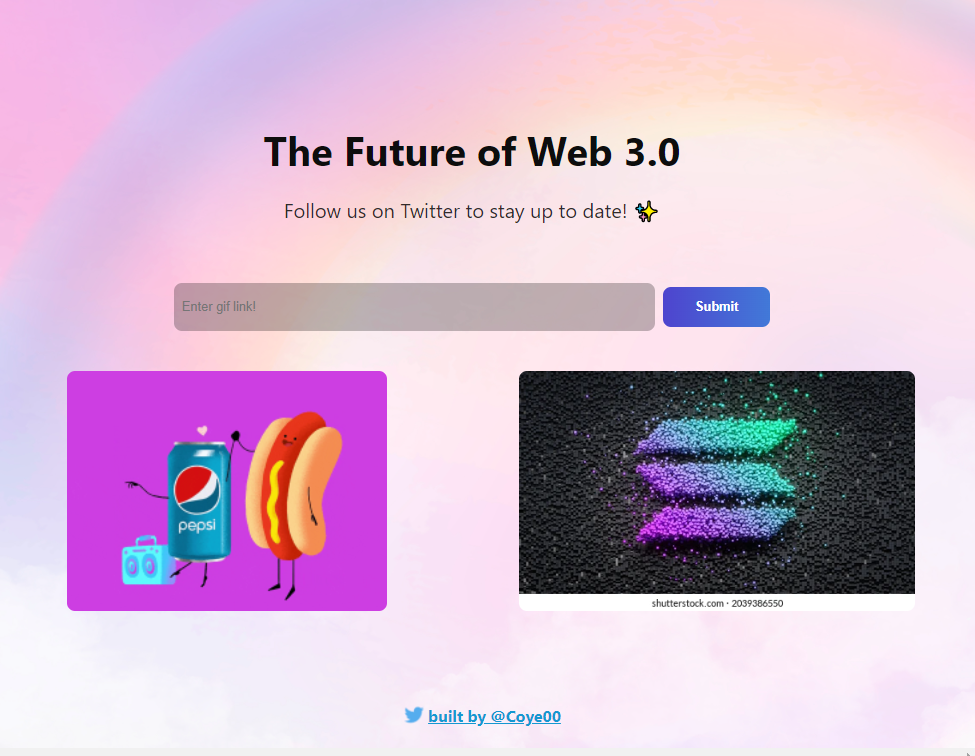 The Future of Web 3.0
Follow us on Twitter to stay up to date! ✨
Enter gif link!
Submit
pepsi
shutterstock.com · 2039386550
built by @Coye00